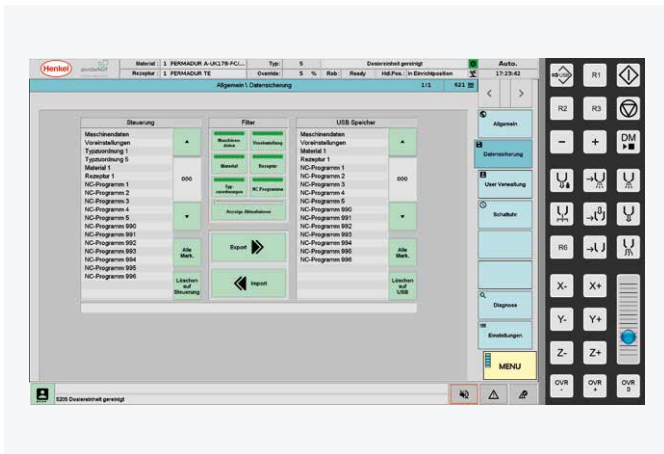 Henkel
Material : 1 PERMADUR A-UK178-FC/... Typ: 5 Dosiereinheit gereinigt
Rezeptur : 1 PERMADUR TE Override: 5 % Rob: Ready Hdl.Pos.: in Einrichtposition
Auto.
17:23:42
Allgemein \ Datensicherung 1/1 921
< >
Steuerung
Maschinendaten
Voreinstellungen
Typzuordnung 1
Typzuordnung 5
Material 1
Rezeptur 1
NC-Programm 1
NC-Programm 2
NC-Programm 3
NC-Programm 4
NC-Programm 5
NC-Programm 990
NC-Programm 991
NC-Programm 992
NC-Programm 993
NC-Programm 994
NC-Programm 995
NC-Programm 996
000
Alle
Mark.
Löschen
auf
Steuerung
Filter
Maschinen-
daten
Voreinstellung
Material
Rezeptur
Typ-
zuordnungen
NC Programme
Anzeige Aktualisieren
Export
Import
USB Speicher
Maschinendaten
Voreinstellungen
Material 1
Rezeptur 1
NC-Programm 1
NC-Programm 2
NC-Programm 3
NC-Programm 4
NC-Programm 5
NC-Programm 990
NC-Programm 991
NC-Programm 992
NC-Programm 993
NC-Programm 994
NC-Programm 995
NC-Programm 996
000
Alle
Mark.
Löschen
auf
USB
Allgemein
Datensicherung
User Verwaltung
Schaltuhr
Diagnose
Einstellungen
MENU
5205 Dosiereinheit gereinigt
R1
R2 R3
- + DM
R6
X- X+
Y- Y+
Z- Z+
OVR
-
OVR
+
OVR
0